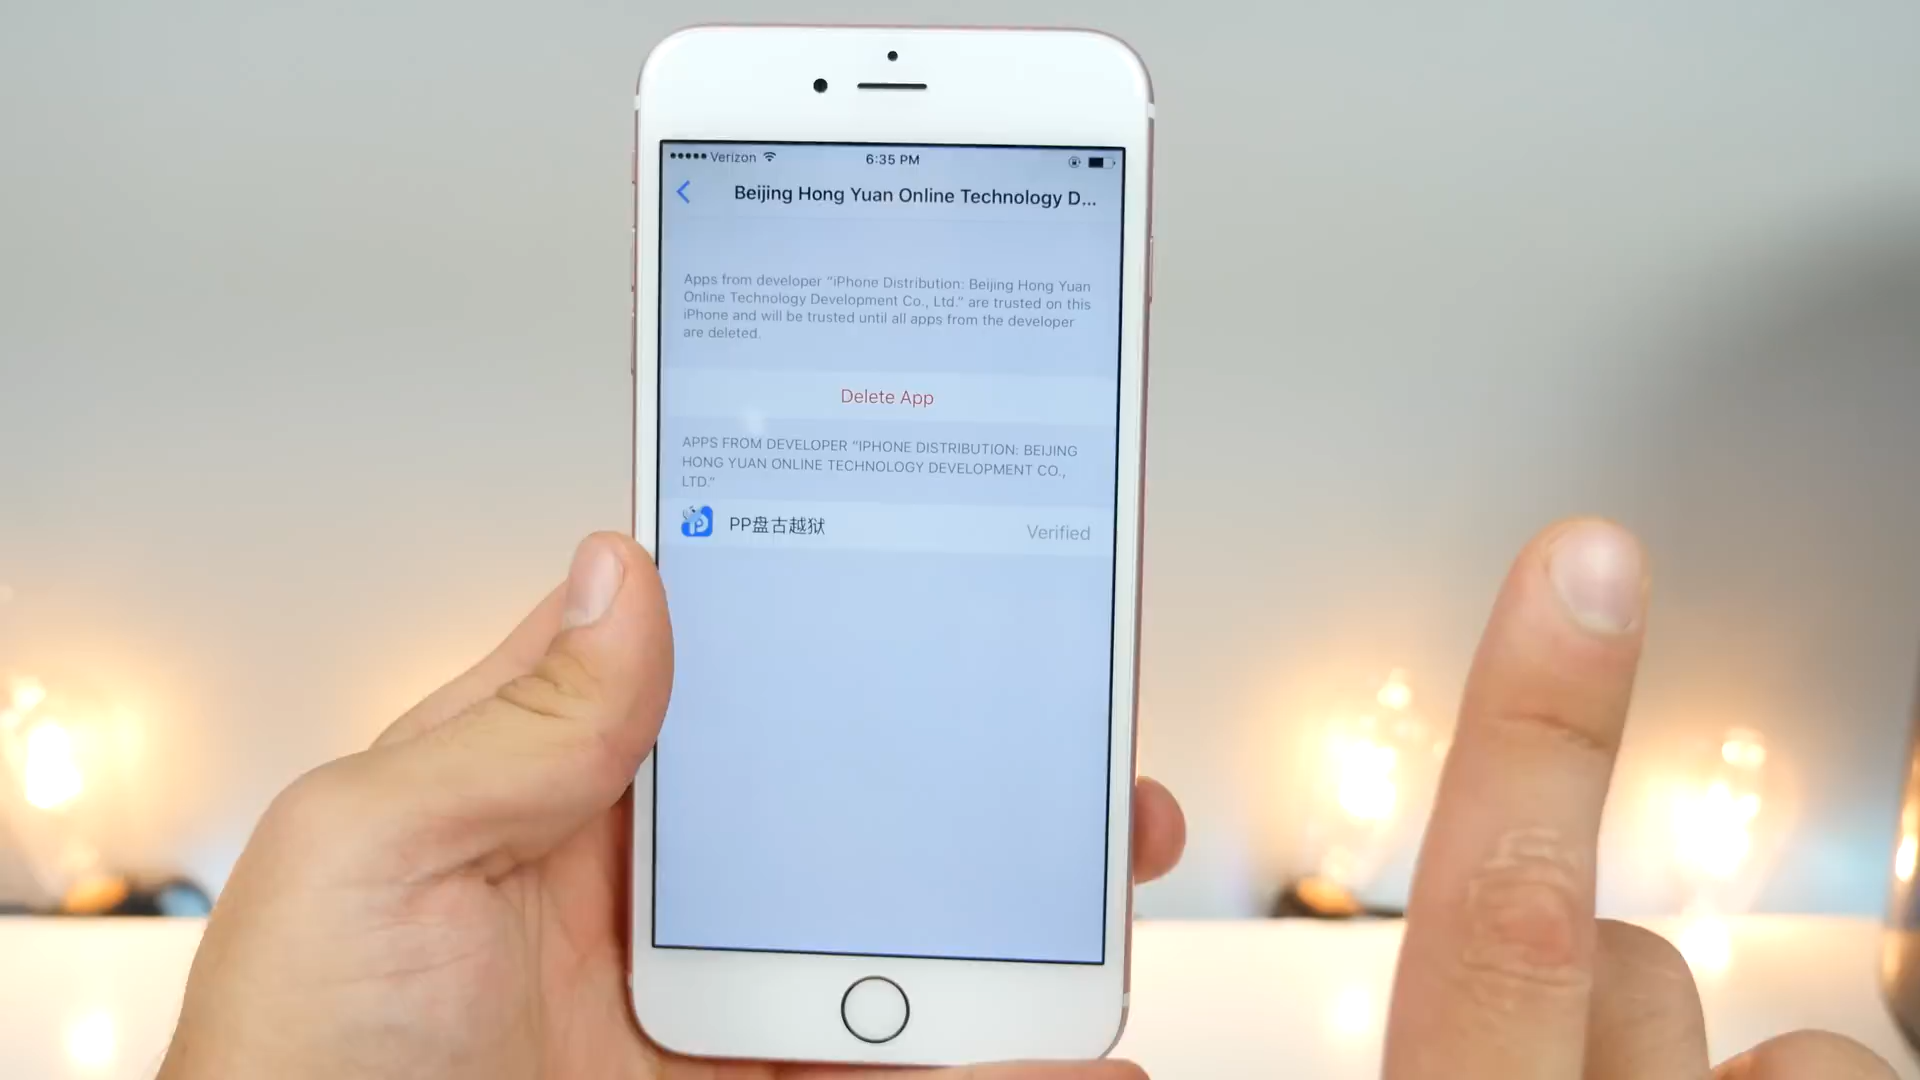 Verizon 6:35 PM
Beijing Hong Yuan Online Technology D...
Apps from developer "iPhone Distribution: Beijing Hong Yuan
Online Technology Development Co., Ltd." are trusted on this
iPhone and will be trusted until all apps from the developer
are deleted.
Delete App
APPS FROM DEVELOPER "IPHONE DISTRIBUTION: BEIJING
HONG YUAN ONLINE TECHNOLOGY DEVELOPMENT CO.,
LTD."
PP盘古越狱 Verified